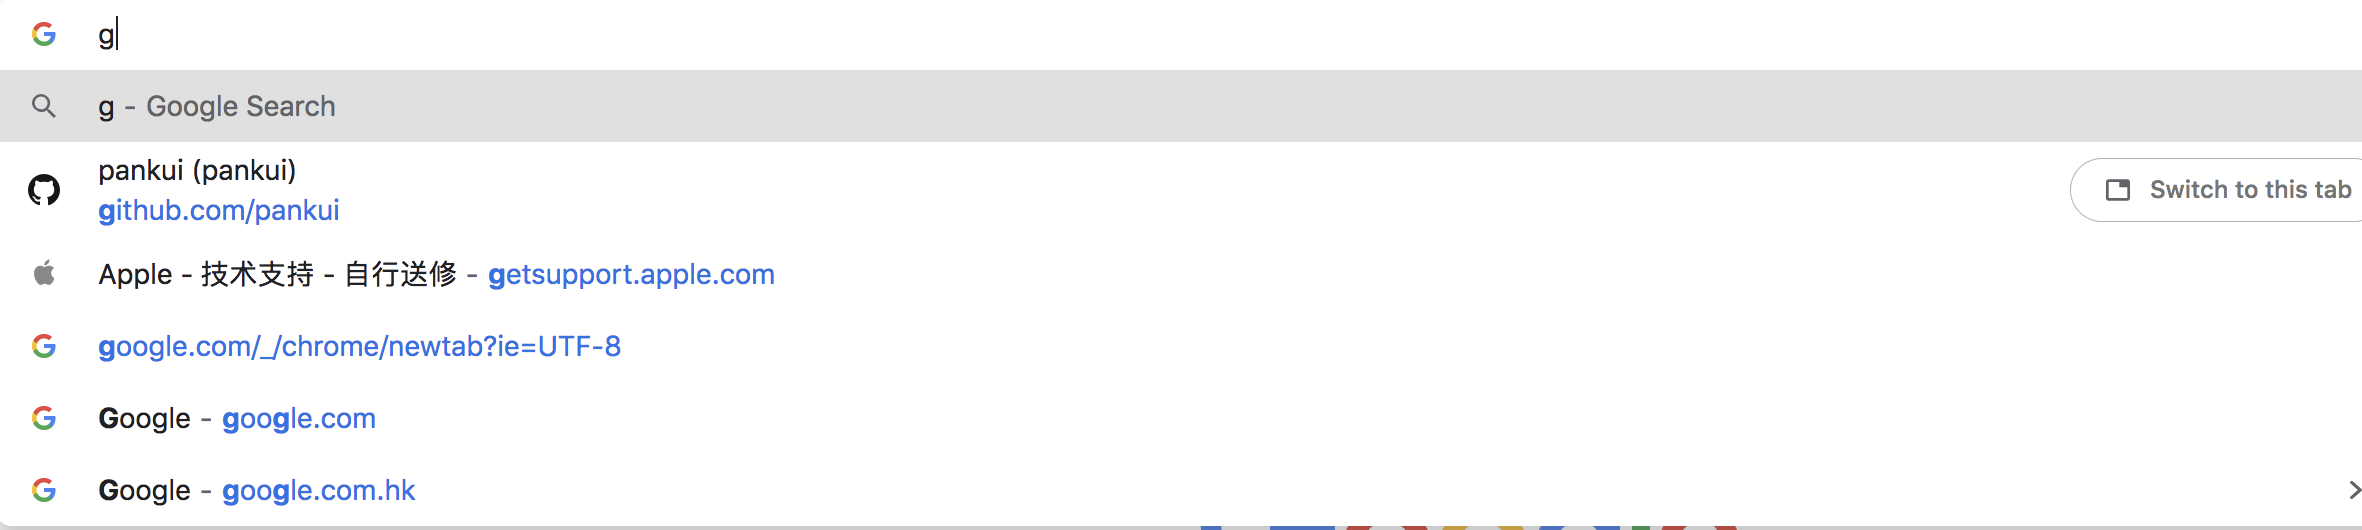 g
g - Google Search
pankui (pankui)
github.com/pankui
Switch to this tab
Apple - 技术支持 - 自行送修 - getsupport.apple.com
google.com/_/chrome/newtab?ie=UTF-8
Google - google.com
Google - google.com.hk